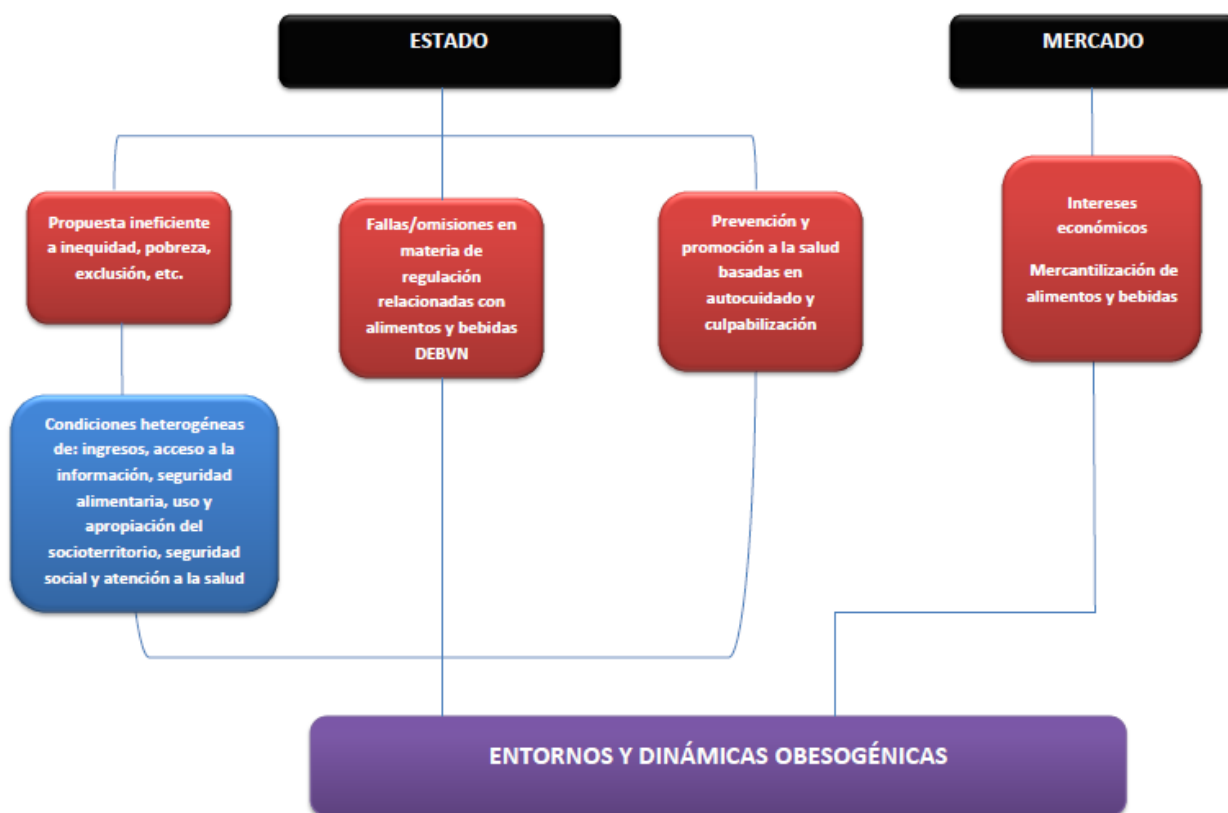 ESTADO
MERCADO
Propuesta ineficiente
a inequidad, pobreza,
exclusión, etc.
Fallas/omisiones en
materia de
regulación
relacionadas con
alimentos y bebidas
DEBVN
Prevención y
promoción a la salud
basadas en
autocuidado y
culpabilización
Intereses
económicos
Mercantilización de
alimentos y bebidas
Condiciones heterogéneas
de: ingresos, acceso a la
información, seguridad
alimentaria, uso y
apropiación del
socioterritorio, seguridad
social y atención a la salud
ENTORNOS Y DINÁMICAS OBESOGÉNICAS